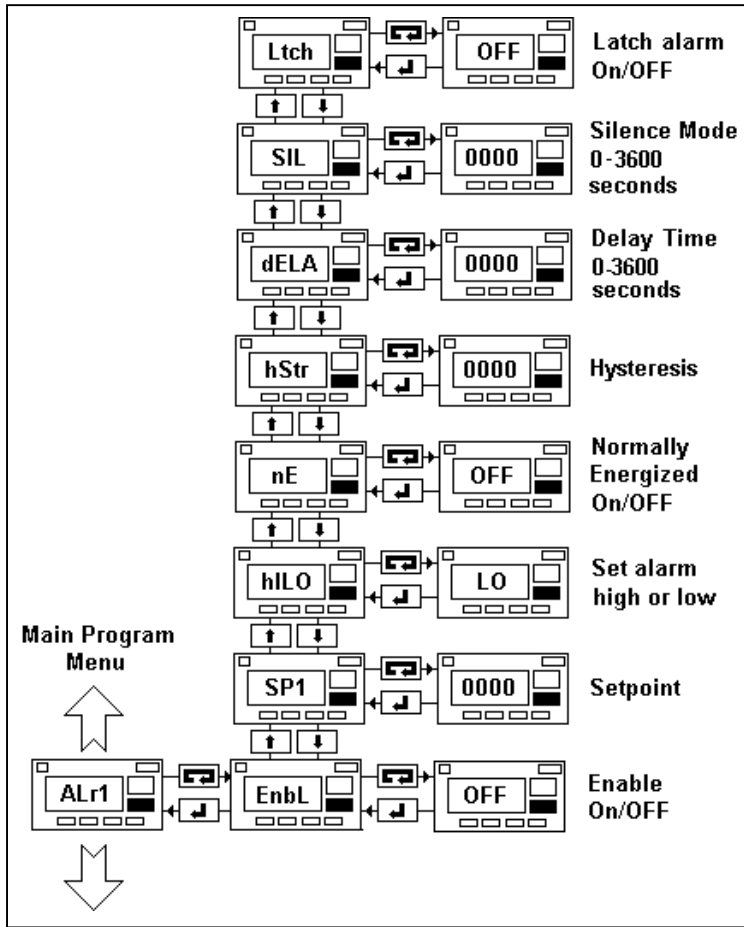 Ltch
OFF
Latch alarm
On/OFF
SIL
0000
Silence Mode
0-3600
seconds
dELA
0000
Delay Time
0-3600
seconds
hStr
0000
Hysteresis
nE
OFF
Normally
Energized
On/OFF
hILO
LO
Set alarm
high or low
Main Program
Menu
SP1
0000
Setpoint
ALr1
EnbL
OFF
Enable
On/OFF